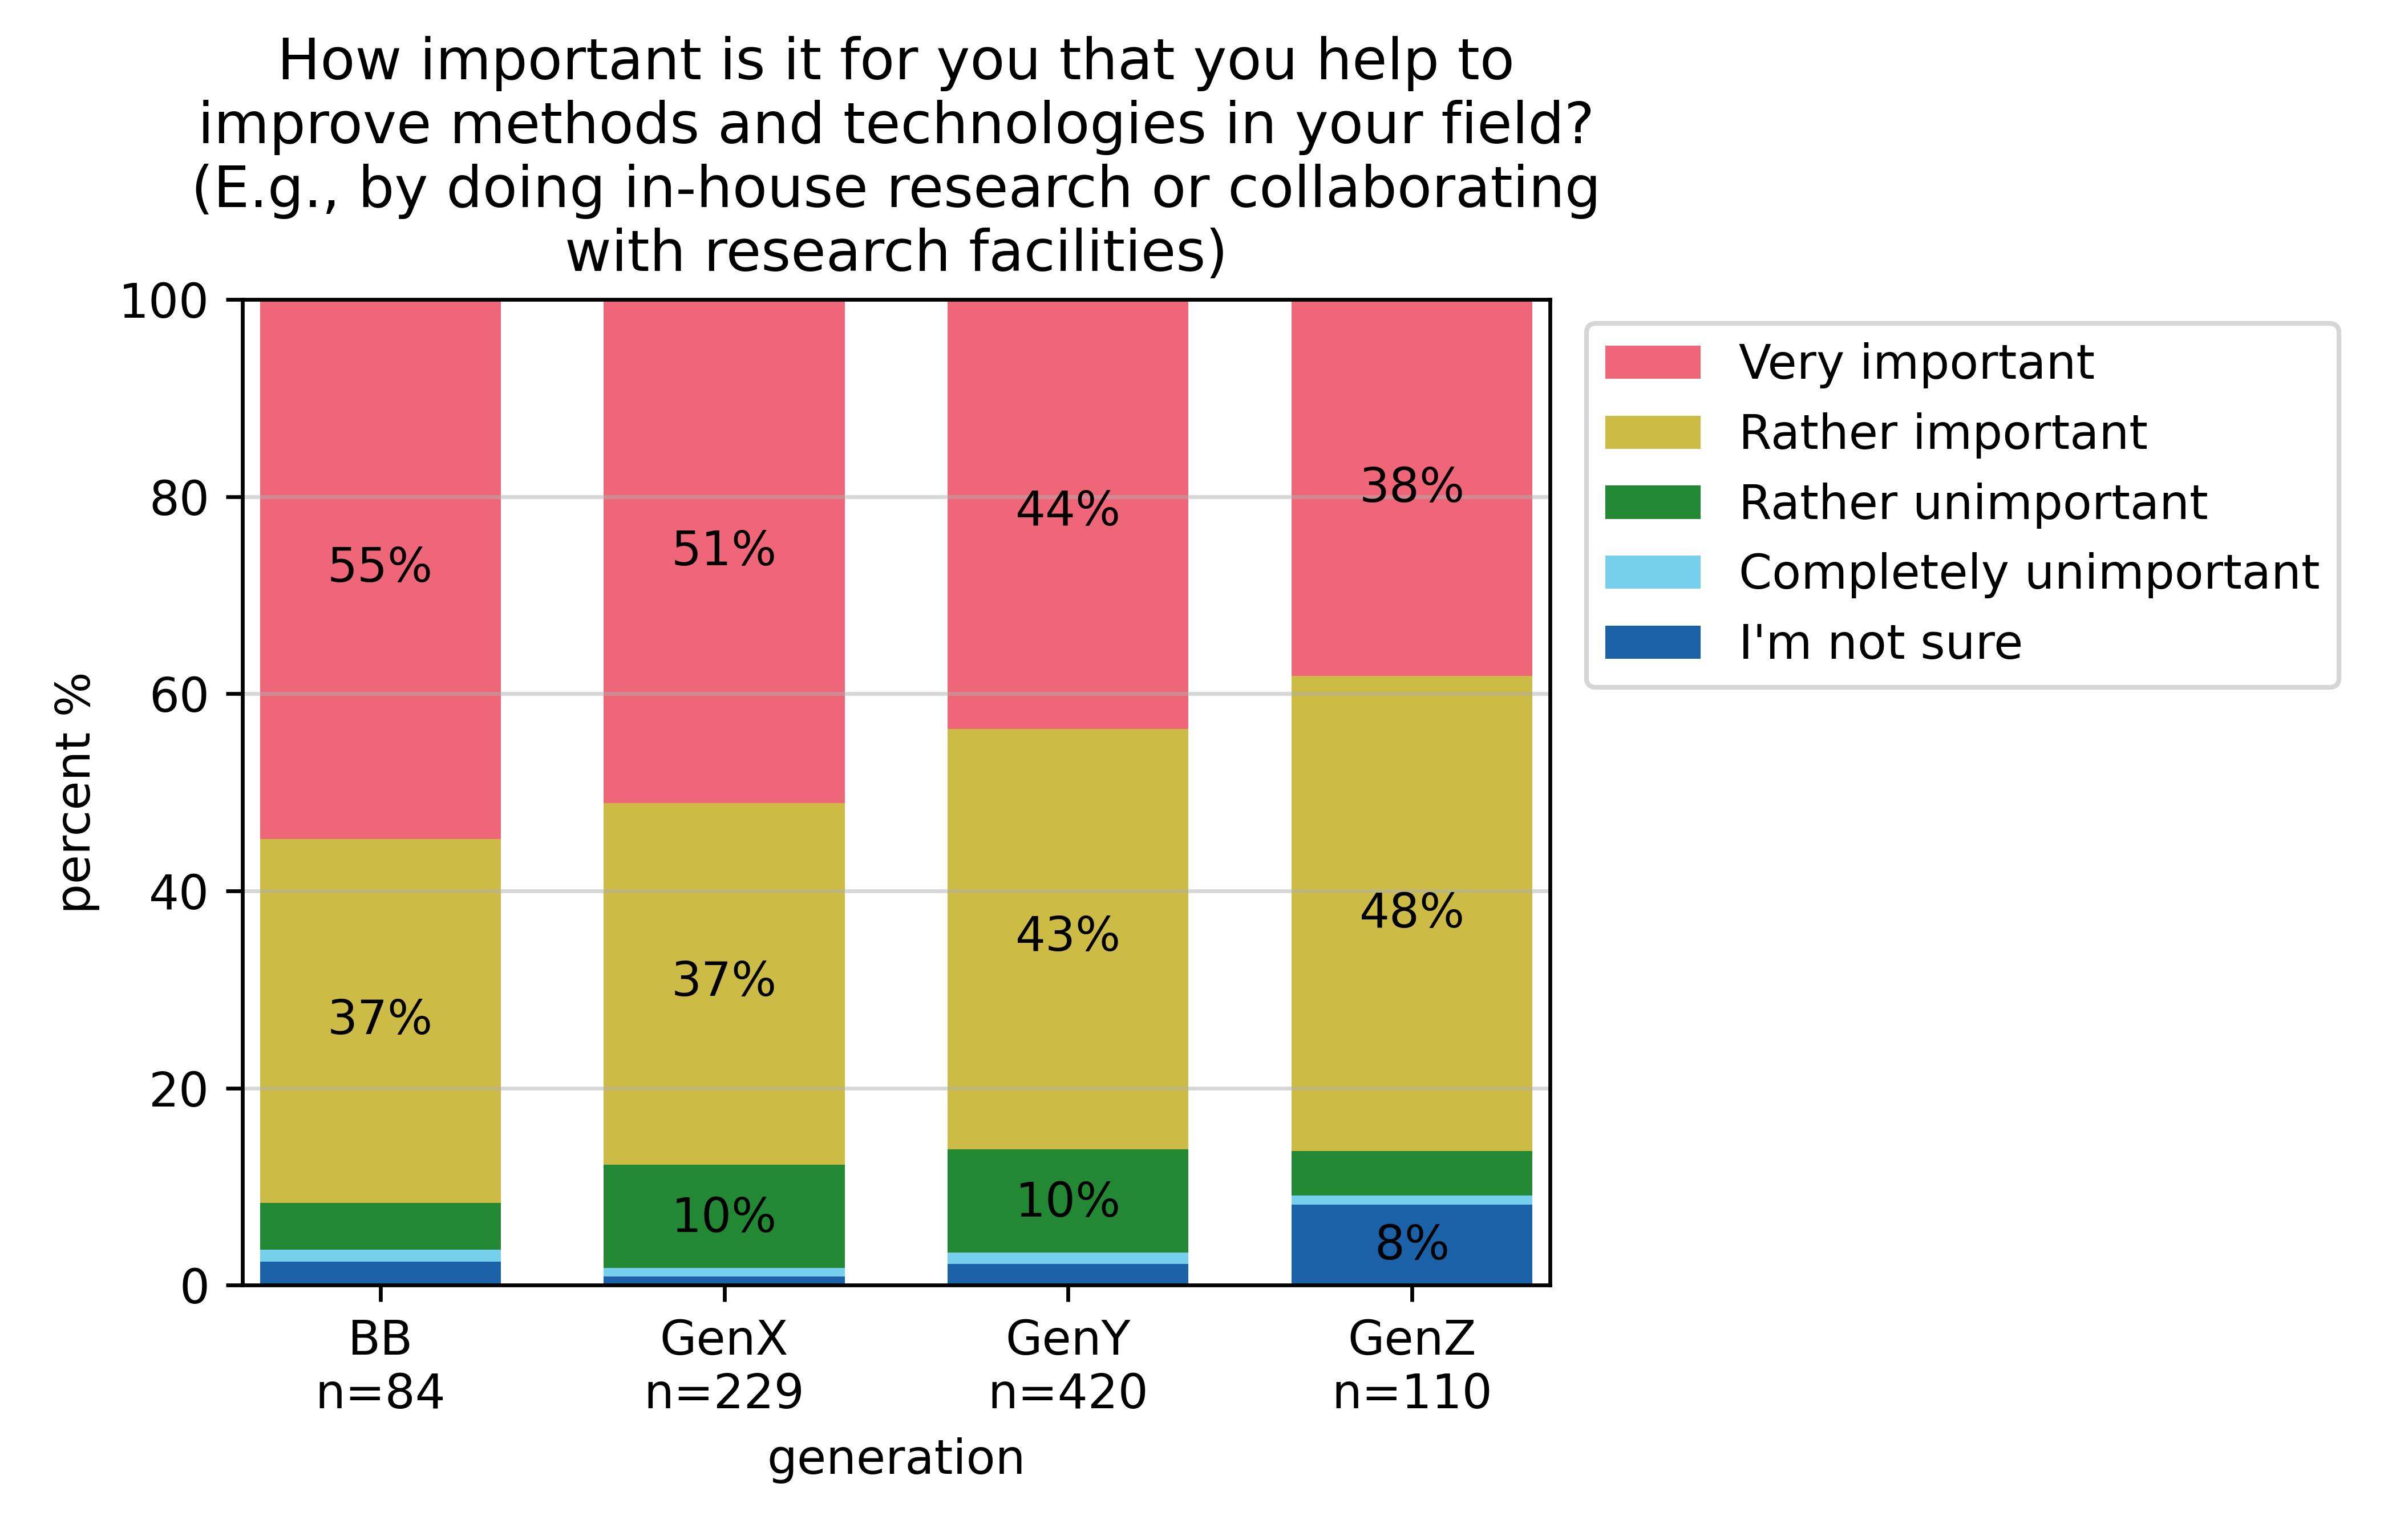 How important is it for you that you help to
improve methods and technologies in your field?
(E.g., by doing in-house research or collaborating
with research facilities)
percent %
100
80
60
40
20
0
55%
37%
51%
37%
10%
44%
43%
10%
38%
48%
8%
BB
n=84
GenX
n=229
GenY
n=420
GenZ
n=110
generation
Very important
Rather important
Rather unimportant
Completely unimportant
I'm not sure